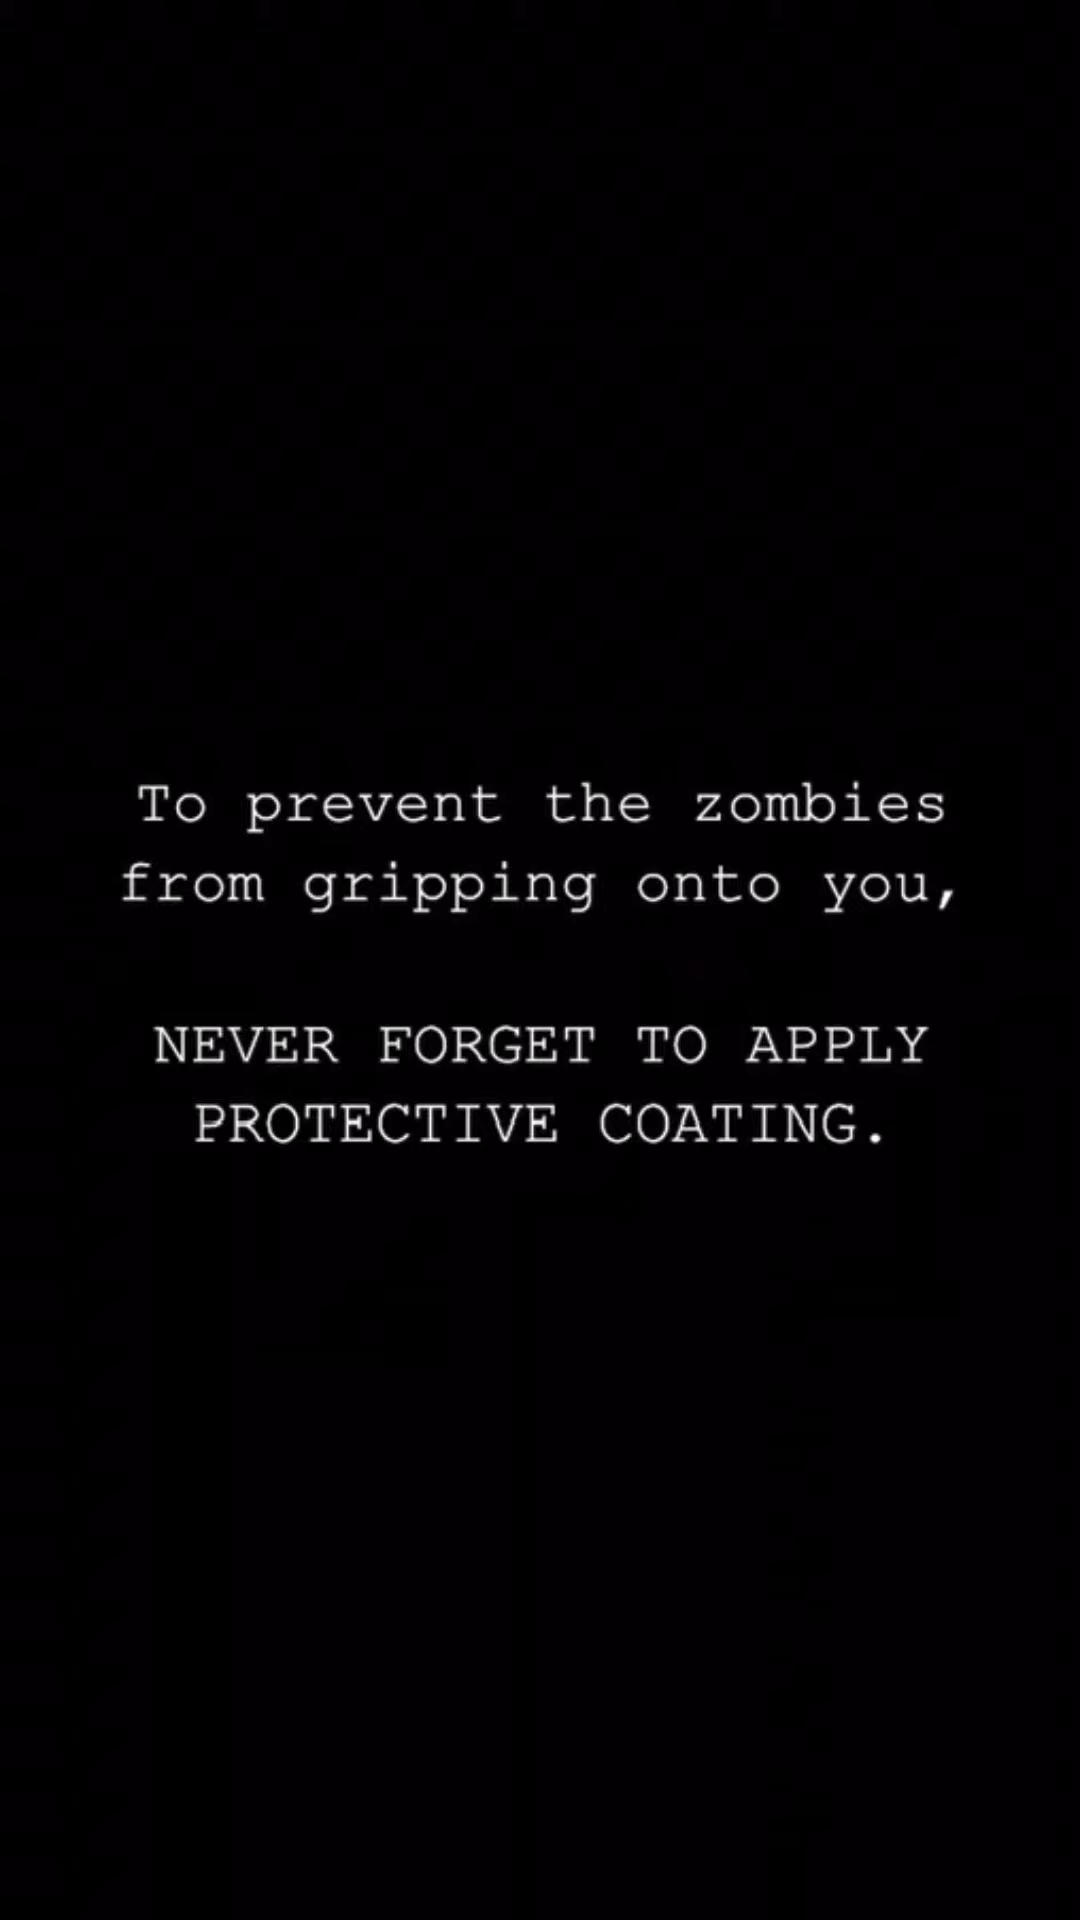 To prevent the zombies
from gripping onto you,
NEVER FORGET TO APPLY
PROTECTIVE COATING.